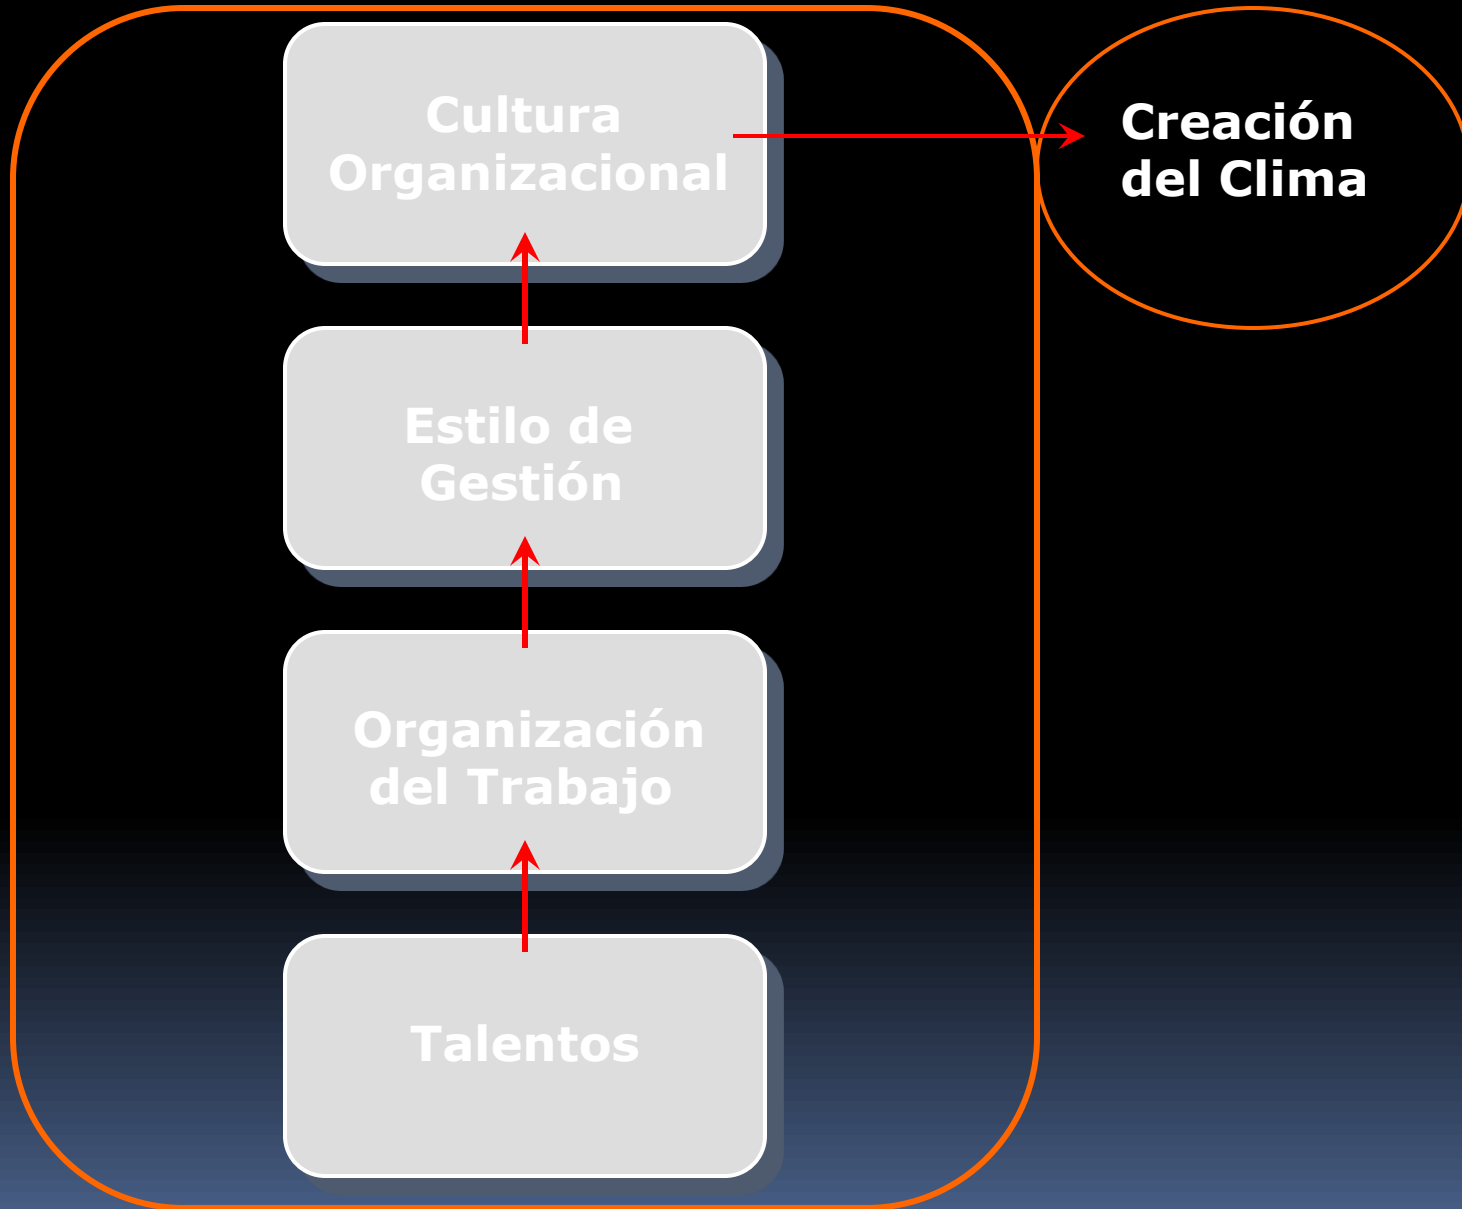 Cultura
Organizacional
Creación
del Clima
Estilo de
Gestión
Organización
del Trabajo
Talentos